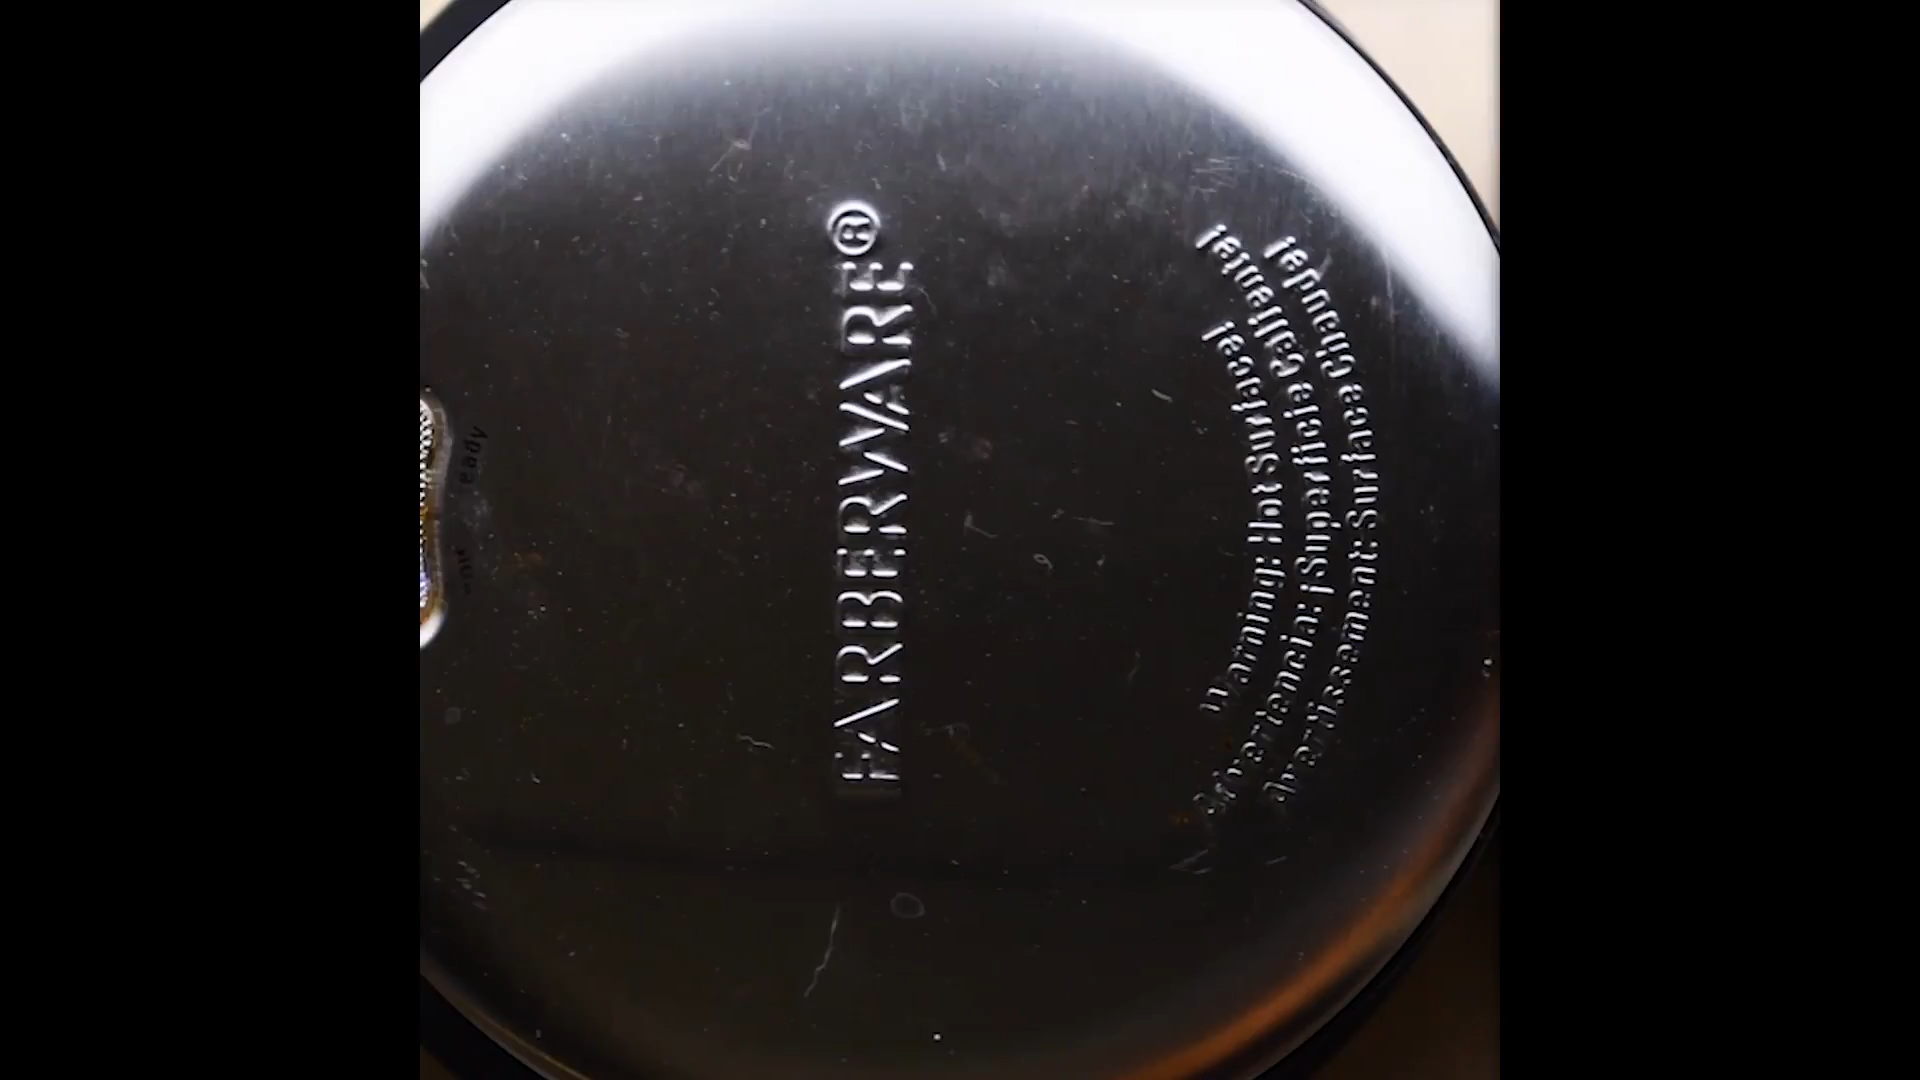 FARBERWARE®
Warning: Hot Surface!
Advertencia: ¡Superficie Caliente!
Avertissement: Surface Chaude!